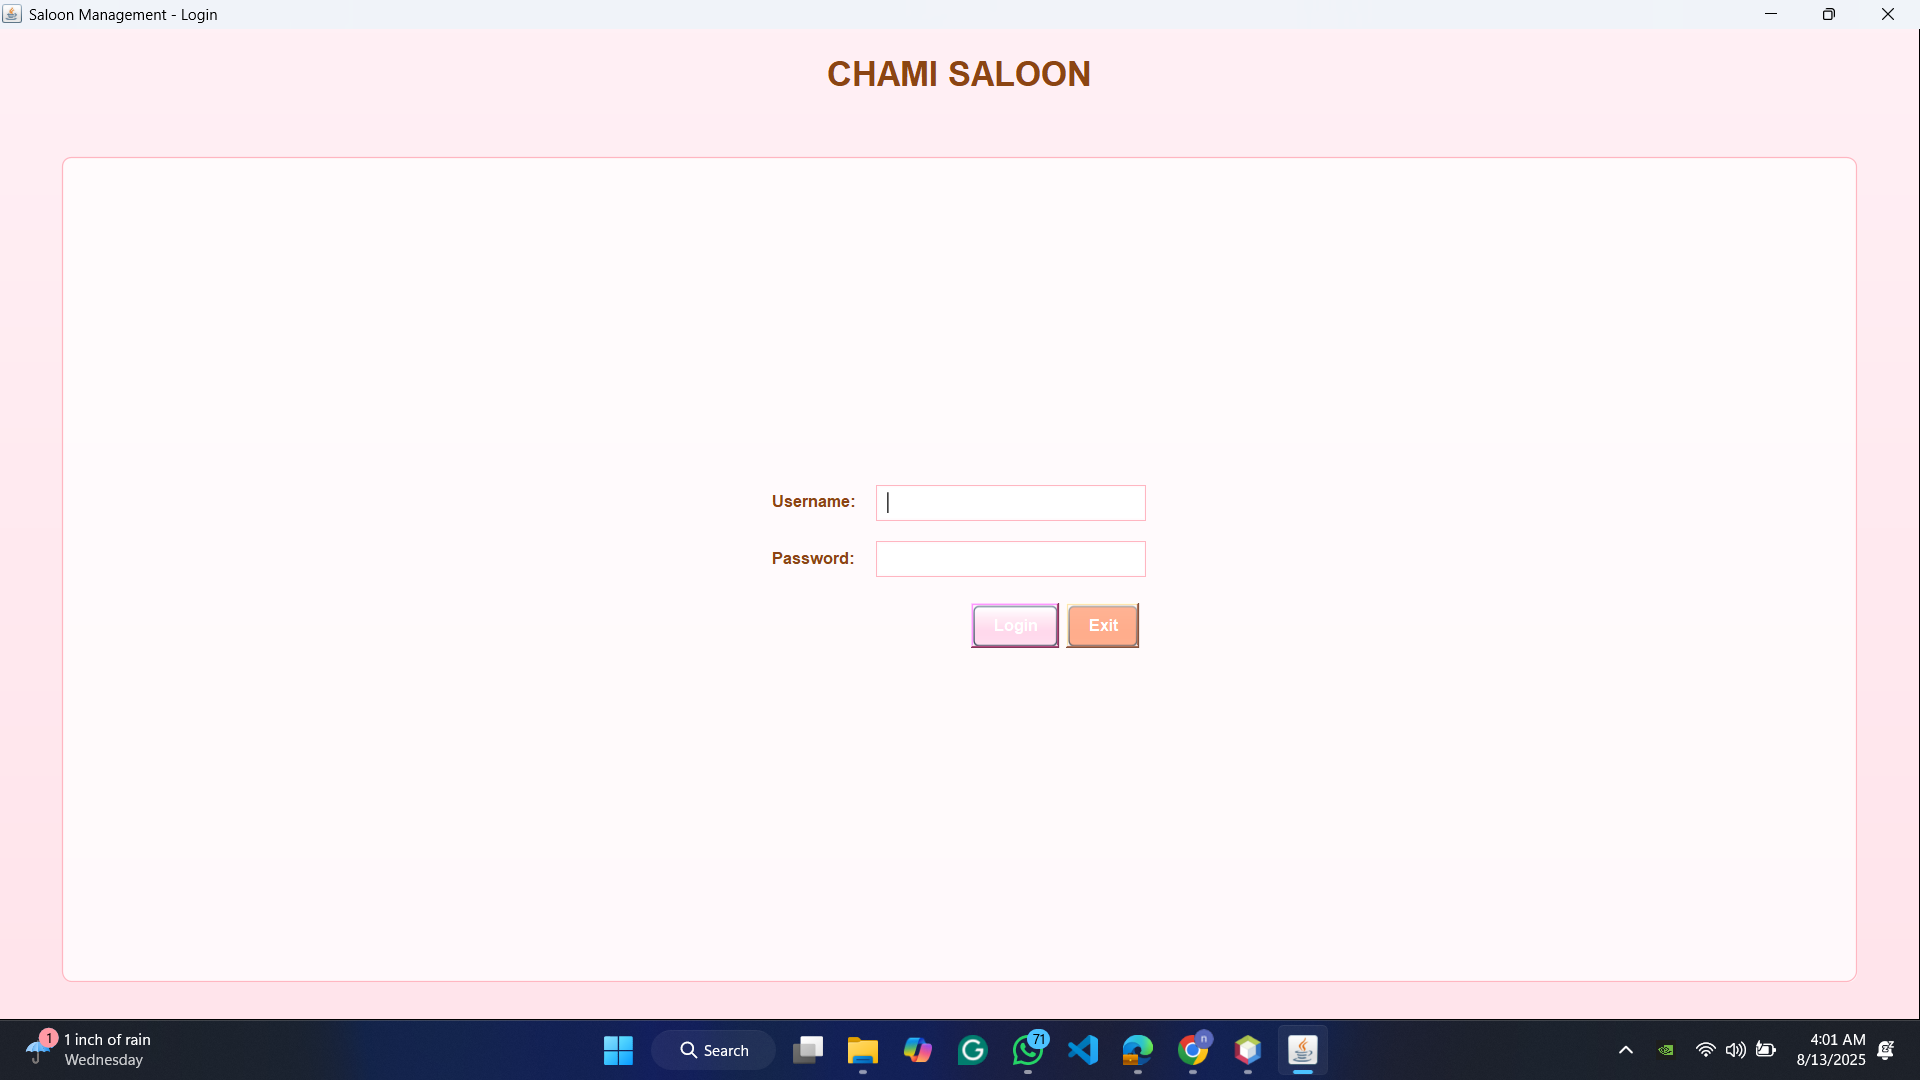 Saloon Management - Login
CHAMI SALOON
Username:
Password:
Login Exit
1
1 inch of rain
Wednesday
Search
71
n
4:01 AM
8/13/2025